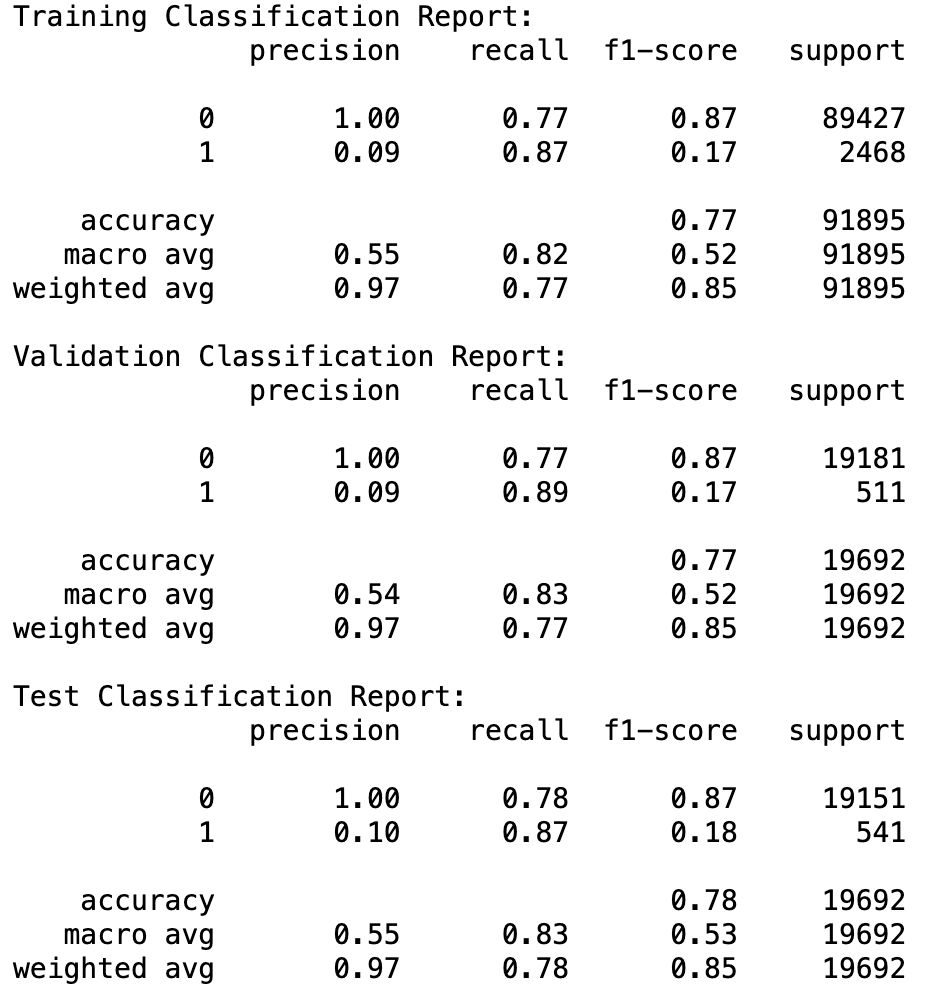 Training Classification Report:
precision recall f1-score support
0 1.00 0.77 0.87 89427
1 0.09 0.87 0.17 2468
accuracy 0.77 91895
macro avg 0.55 0.82 0.52 91895
weighted avg 0.97 0.77 0.85 91895
Validation Classification Report:
precision recall f1-score support
0 1.00 0.77 0.87 19181
1 0.09 0.89 0.17 511
accuracy 0.77 19692
macro avg 0.54 0.83 0.52 19692
weighted avg 0.97 0.77 0.85 19692
Test Classification Report:
precision recall f1-score support
0 1.00 0.78 0.87 19151
1 0.10 0.87 0.18 541
accuracy 0.78 19692
macro avg 0.55 0.83 0.53 19692
weighted avg 0.97 0.78 0.85 19692